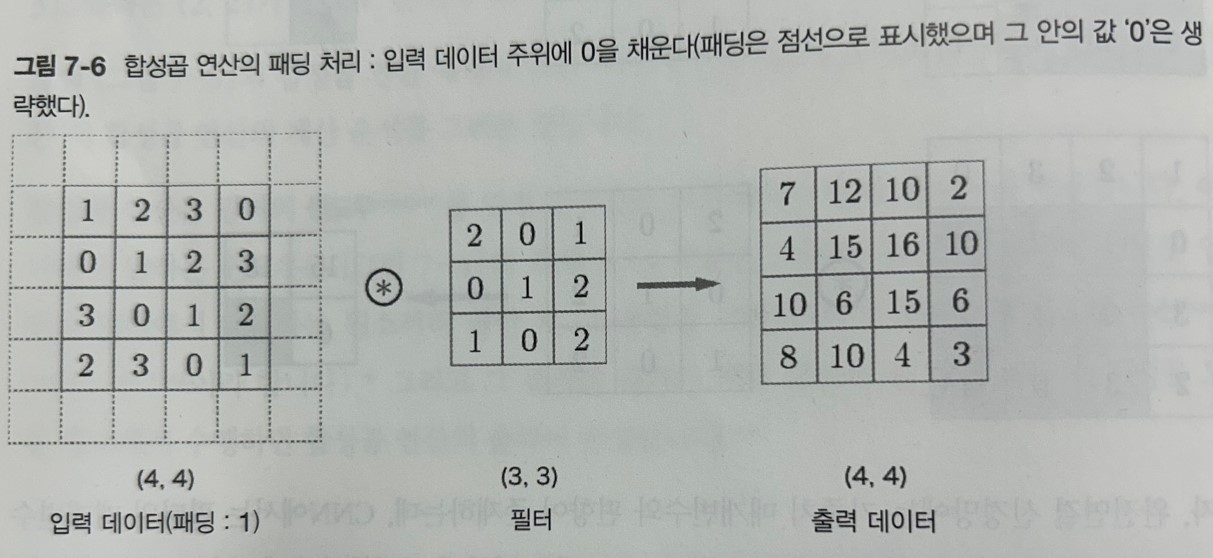 그림 7-6 합성곱 연산의 패딩 처리 : 입력 데이터 주위에 0을 채운다(패딩은 점선으로 표시했으며 그 안의 값 '0'은 생
략했다).
1 2 3 0
0 1 2 3
3 0 1 2
2 3 0 1
(4, 4)
입력 데이터(패딩 : 1)
*
2 0 1
0 1 2
1 0 2
(3, 3)
필터
7 12 10 2
4 15 16 10
10 6 15 6
8 10 4 3
(4, 4)
출력 데이터